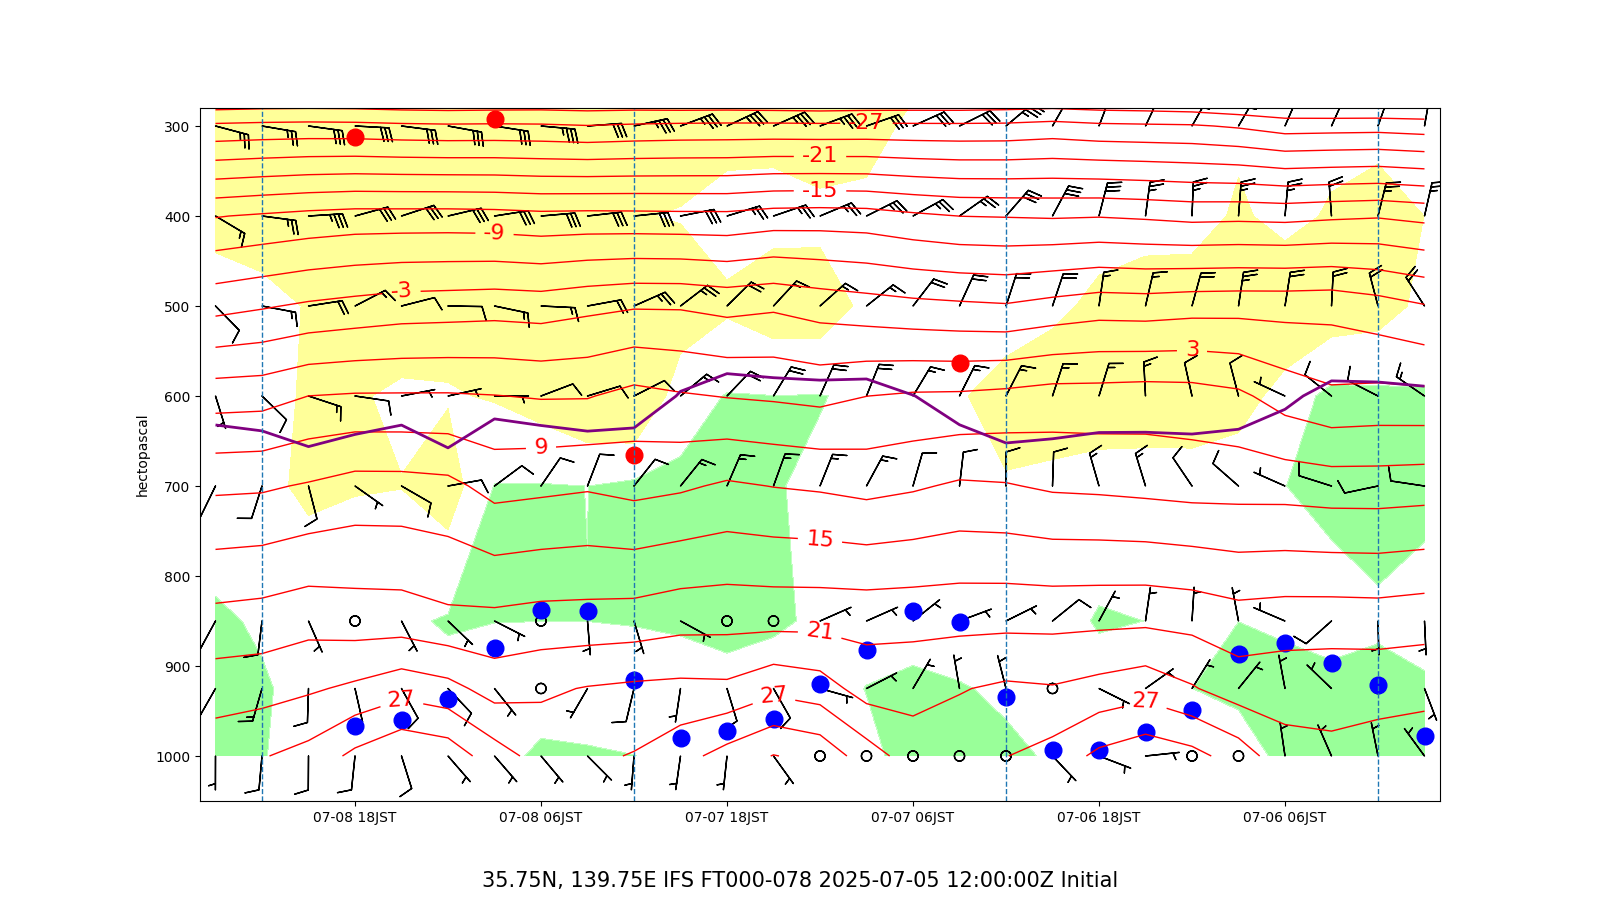 300
400
500
600
700
800
900
1000
hectopascal
27
-21
-15
-9
-3
3
9
15
21
27
27
27
07-08 18JST
07-08 06JST
07-07 18JST
07-07 06JST
07-06 18JST
07-06 06JST
35.75N, 139.75E IFS FT000-078 2025-07-05 12:00:00Z Initial